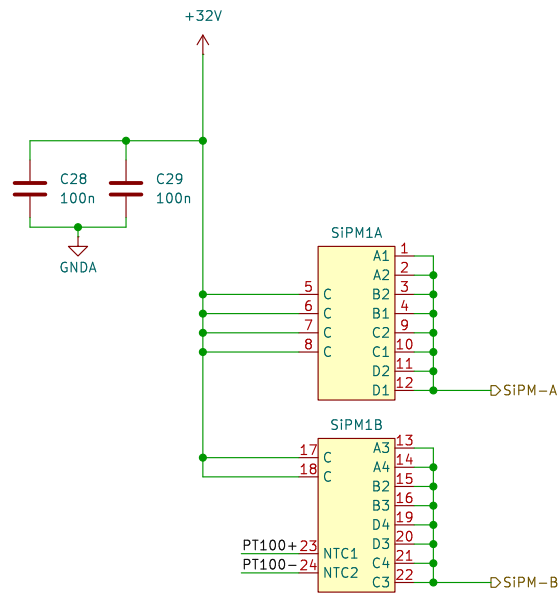 +32V
C28
100n
C29
100n
GNDA
SiPM1A
A1 1
A2 2
5 C B2 3
6 C B1 4
7 C C2 9
8 C C1 10
D2 11
D1 12 SiPM-A
SiPM1B
A3 13
17 C A4 14
18 C B2 15
B3 16
D4 19
PT100+ 23 NTC1 D3 20
PT100- 24 NTC2 C4 21
C3 22 SiPM-B